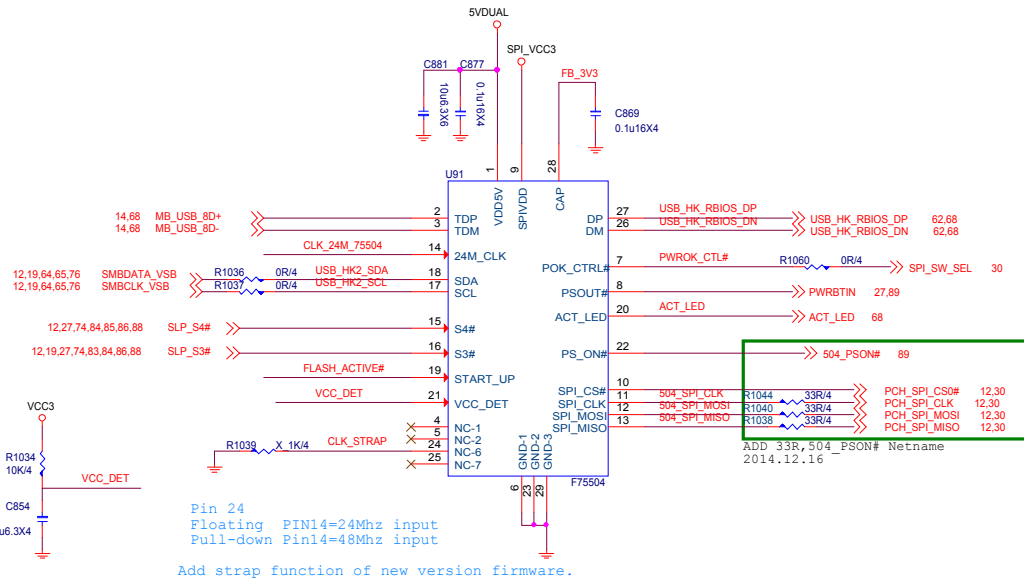 5VDUAL
SPI_VCC3
C881 C877
FB_3V3
10u6.3X6
0.1u16X4
C869
0.1u16X4
1
9
28
U91
VDD5V
SPIVDD
CAP
14,68 MB_USB_8D+ 2 TDP
14,68 MB_USB_8D- 3 TDM
CLK_24M_75504 14 24M_CLK
12,19,64,65,76 SMBDATA_VSB R1036 0R/4 USB_HK2_SDA 18 SDA
12,19,64,65,76 SMBCLK_VSB R1037 0R/4 USB_HK2_SCL 17 SCL
12,27,74,84,85,86,88 SLP_S4# 15 S4#
12,19,27,74,83,84,86,88 SLP_S3# 16 S3#
FLASH_ACTIVE# 19 START_UP
VCC_DET 21 VCC_DET
4 NC-1
5 NC-2
R1039 X_1K/4 CLK_STRAP 24 NC-6
25 NC-7
DP 27 USB_HK_RBIOS_DP USB_HK_RBIOS_DP 62,68
DM 26 USB_HK_RBIOS_DN USB_HK_RBIOS_DN 62,68
POK_CTRL# 7 PWROK_CTL# R1060 0R/4 SPI_SW_SEL 30
PSOUT# 8 PWRBTIN 27,89
ACT_LED 20 ACT_LED ACT_LED 68
PS_ON# 22 504_PSON# 89
SPI_CS# 10 PCH_SPI_CS0# 12,30
SPI_CLK 11 504_SPI_CLK R1044 33R/4 PCH_SPI_CLK 12,30
SPI_MOSI 12 504_SPI_MOSI R1040 33R/4 PCH_SPI_MOSI 12,30
SPI_MISO 13 504_SPI_MISO R1038 33R/4 PCH_SPI_MISO 12,30
ADD 33R,504_PSON# Netname
2014.12.16
GND-1
GND-2
GND-3
6
23
29
F75504
VCC3
R1034
10K/4
VCC_DET
C854
u6.3X4
Pin 24
Floating PIN14=24Mhz input
Pull-down Pin14=48Mhz input
Add strap function of new version firmware.